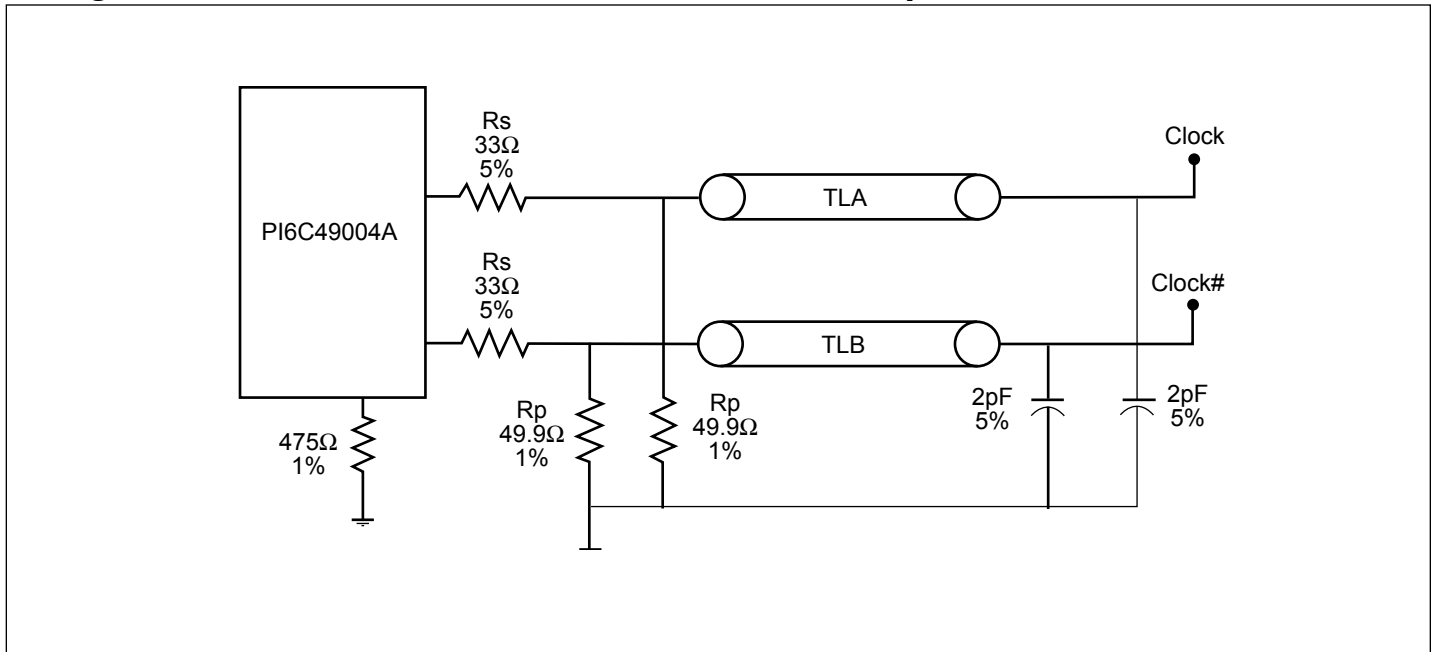 Rs
33Ω
5%
Clock
TLA
PI6C49004A
Rs
33Ω
5%
Clock#
TLB
475Ω
1%
Rp
49.9Ω
1%
Rp
49.9Ω
1%
2pF
5%
2pF
5%